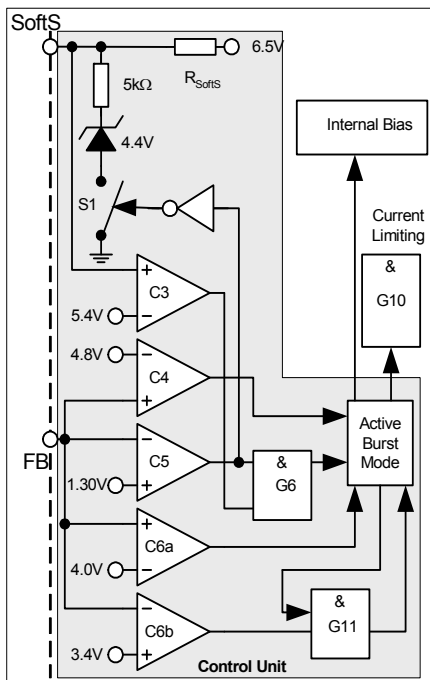 SoftS
6.5V
R_SoftS
5kΩ
4.4V
S1
Internal Bias
Current
Limiting
&
G10
+
C3
5.4V
−
4.8V
−
C4
+
FB
−
C5
1.30V
+
&
G6
Active
Burst
Mode
+
C6a
4.0V
−
−
C6b
3.4V
+
&
G11
Control Unit